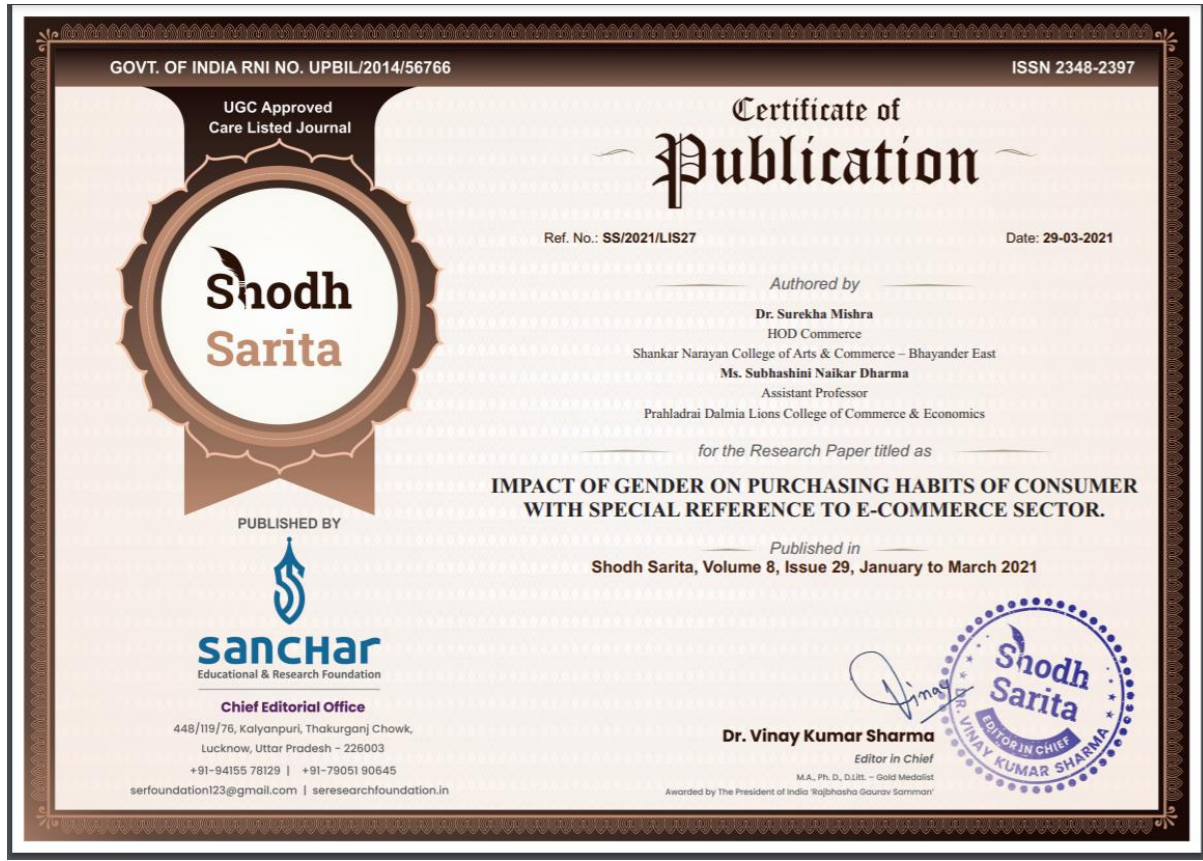 GOVT. OF INDIA RNI NO. UPBIL/2014/56766
ISSN 2348-2397
UGC Approved
Care Listed Journal
Shodh
Sarita
PUBLISHED BY
sancHar
Educational & Research Foundation
Chief Editorial Office
448/119/76, Kalyanpuri, Thakurganj Chowk,
Lucknow, Uttar Pradesh - 226003
+91-94155 78129 | +91-79051 90645
serfoundation123@gmail.com | seresearchfoundation.in
Certificate of
Publication
Ref. No.: SS/2021/LIS27
Date: 29-03-2021
Authored by
Dr. Surekha Mishra
HOD Commerce
Shankar Narayan College of Arts & Commerce – Bhayander East
Ms. Subhashini Naikar Dharma
Assistant Professor
Prahladrai Dalmia Lions College of Commerce & Economics
for the Research Paper titled as
IMPACT OF GENDER ON PURCHASING HABITS OF CONSUMER
WITH SPECIAL REFERENCE TO E-COMMERCE SECTOR.
Published in
Shodh Sarita, Volume 8, Issue 29, January to March 2021
Vinay
Dr. Vinay Kumar Sharma
Editor in Chief
M.A., Ph. D., D.Litt. – Gold Medalist
Awarded by The President of India 'Rajbhasha Gaurav Samman'
Shodh
Sarita
EDITOR IN CHIEF
DR. VINAY KUMAR SHARMA